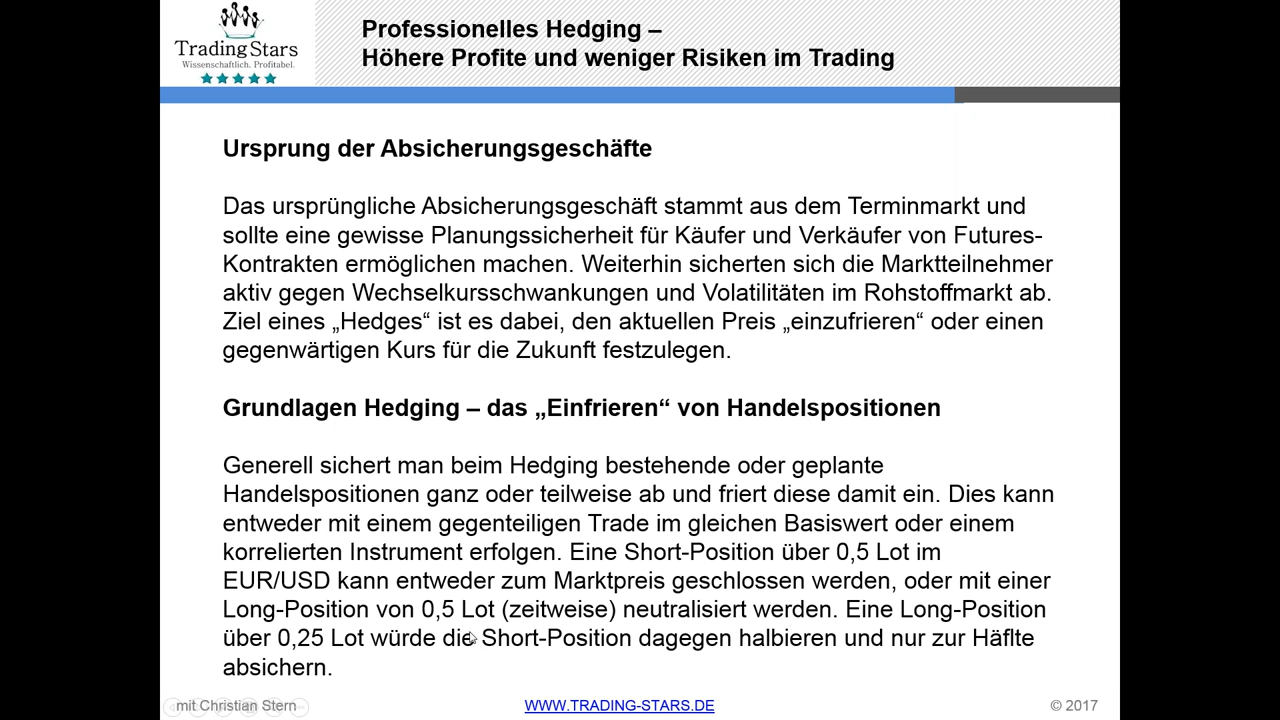 Trading Stars
Wissenschaftlich. Profitabel.
Professionelles Hedging –
Höhere Profite und weniger Risiken im Trading
Ursprung der Absicherungsgeschäfte
Das ursprüngliche Absicherungsgeschäft stammt aus dem Terminmarkt und
sollte eine gewisse Planungssicherheit für Käufer und Verkäufer von Futures-
Kontrakten ermöglichen machen. Weiterhin sicherten sich die Marktteilnehmer
aktiv gegen Wechselkursschwankungen und Volatilitäten im Rohstoffmarkt ab.
Ziel eines „Hedges“ ist es dabei, den aktuellen Preis „einzufrieren“ oder einen
gegenwärtigen Kurs für die Zukunft festzulegen.
Grundlagen Hedging – das „Einfrieren“ von Handelspositionen
Generell sichert man beim Hedging bestehende oder geplante
Handelspositionen ganz oder teilweise ab und friert diese damit ein. Dies kann
entweder mit einem gegenteiligen Trade im gleichen Basiswert oder einem
korrelierten Instrument erfolgen. Eine Short-Position über 0,5 Lot im
EUR/USD kann entweder zum Marktpreis geschlossen werden, oder mit einer
Long-Position von 0,5 Lot (zeitweise) neutralisiert werden. Eine Long-Position
über 0,25 Lot würde die Short-Position dagegen halbieren und nur zur Häflte
absichern.
mit Christian Stern
WWW.TRADING-STARS.DE
© 2017